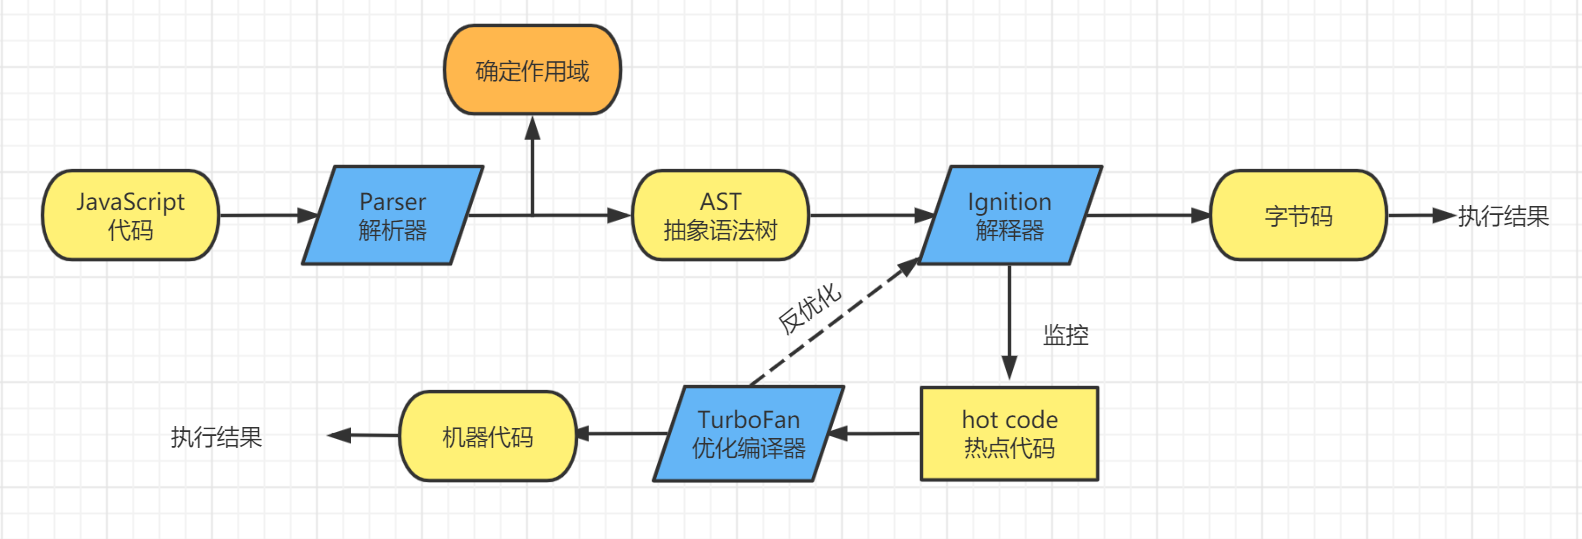 确定作用域
JavaScript
代码
Parser
解析器
AST
抽象语法树
Ignition
解释器
字节码
执行结果
反优化
监控
执行结果
机器代码
TurboFan
优化编译器
hot code
热点代码